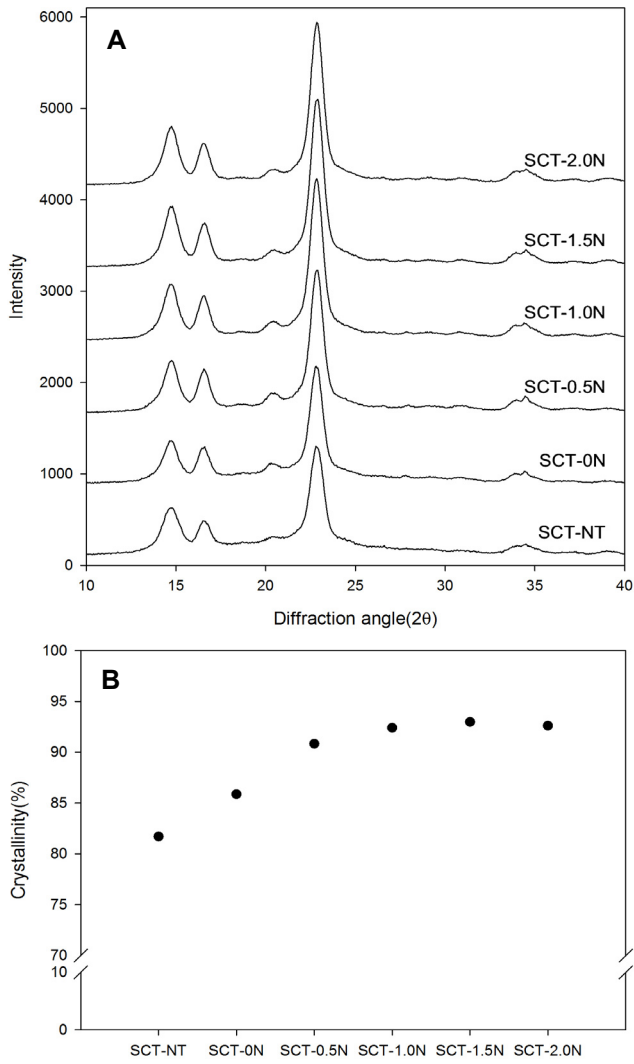 A
6000
5000
4000
3000
2000
1000
0
Intensity
SCT-2.0N
SCT-1.5N
SCT-1.0N
SCT-0.5N
SCT-0N
SCT-NT
10 15 20 25 30 35 40
Diffraction angle(2θ)
B
100
95
90
85
80
75
70
10
0
Crystallinity(%)
SCT-NT SCT-0N SCT-0.5N SCT-1.0N SCT-1.5N SCT-2.0N